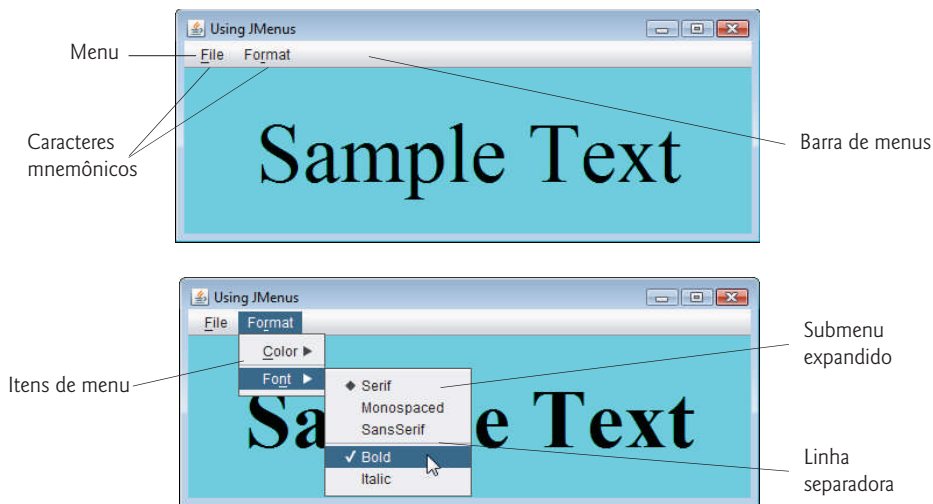 Using JMenus
Menu
File Format
Caracteres
mnemônicos
Sample Text
Barra de menus
Using JMenus
File Format
Color
Submenu
expandido
Itens de menu
Font
Serif
Monospaced
SansSerif
Sa e Text
Bold
Italic
Linha
separadora